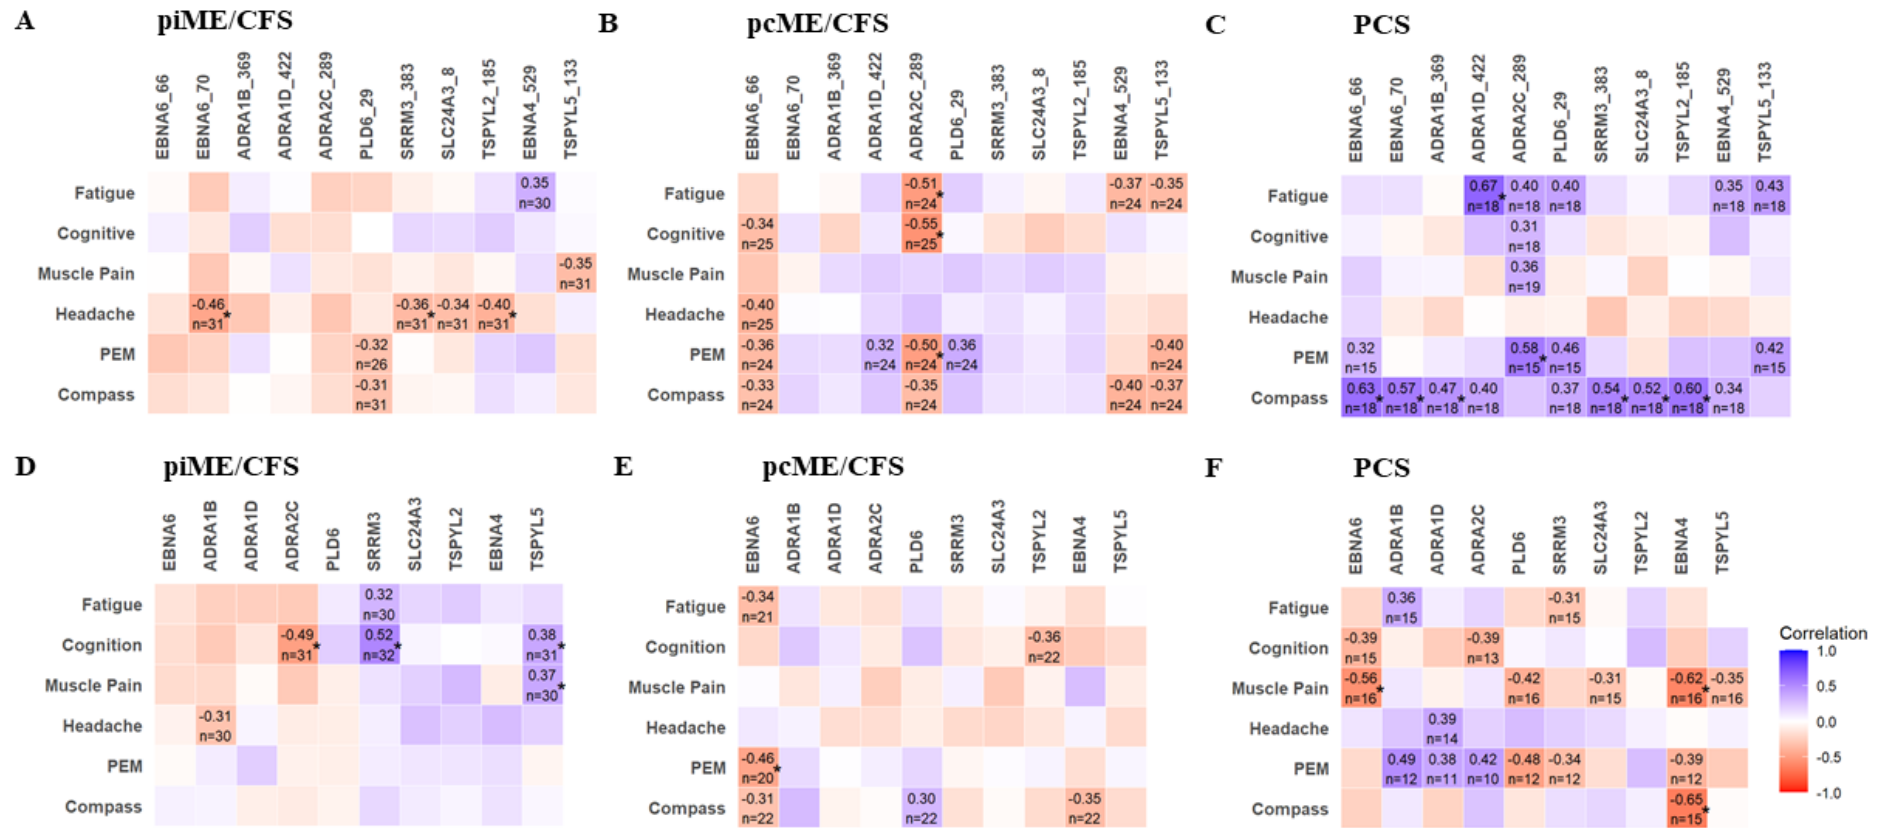 A piME/CFS
EBNA6_66 EBNA6_70 ADRA1B_369 ADRA1D_422 ADRA2C_289 PLD6_29 SRRM3_383 SLC24A3_8 TSPYL2_185 EBNA4_529 TSPYL5_133
Fatigue 0.35
n=30
Cognitive
Muscle Pain -0.35
n=31
Headache -0.46 -0.36 -0.34 -0.40
n=31* n=31* n=31 n=31*
PEM -0.32
n=26
Compass -0.31
n=31
B pcME/CFS
EBNA6_66 EBNA6_70 ADRA1B_369 ADRA1D_422 ADRA2C_289 PLD6_29 SRRM3_383 SLC24A3_8 TSPYL2_185 EBNA4_529 TSPYL5_133
Fatigue -0.51 -0.37 -0.35
n=24* n=24 n=24
Cognitive -0.34 -0.55
n=25 n=25*
Muscle Pain
Headache -0.40
n=25
PEM -0.36 0.32 -0.50 0.36 -0.40
n=24 n=24 n=24* n=24 n=24
Compass -0.33 -0.35 -0.40 -0.37
n=24 n=24 n=24 n=24
C PCS
EBNA6_66 EBNA6_70 ADRA1B_369 ADRA1D_422 ADRA2C_289 PLD6_29 SRRM3_383 SLC24A3_8 TSPYL2_185 EBNA4_529 TSPYL5_133
Fatigue 0.67 0.40 0.40 0.35 0.43
n=18* n=18 n=18 n=18 n=18
Cognitive 0.31
n=18
Muscle Pain 0.36
n=19
Headache
PEM 0.32 0.58 0.46 0.42
n=15 n=15* n=15 n=15
Compass 0.63 0.57 0.47 0.40 0.37 0.54 0.52 0.60 0.34
n=18* n=18* n=18* n=18 n=18 n=18* n=18* n=18* n=18
D piME/CFS
EBNA6 ADRA1B ADRA1D ADRA2C PLD6 SRRM3 SLC24A3 TSPYL2 EBNA4 TSPYL5
Fatigue 0.32
n=30
Cognition -0.49 0.52 0.38
n=31* n=32* n=31*
Muscle Pain 0.37
n=30*
Headache -0.31
n=30
PEM
Compass
E pcME/CFS
EBNA6 ADRA1B ADRA1D ADRA2C PLD6 SRRM3 SLC24A3 TSPYL2 EBNA4 TSPYL5
Fatigue -0.34
n=21
Cognition -0.36
n=22
Muscle Pain
Headache
PEM -0.46
n=20*
Compass -0.31 0.30 -0.35
n=22 n=22 n=22
F PCS
EBNA6 ADRA1B ADRA1D ADRA2C PLD6 SRRM3 SLC24A3 TSPYL2 EBNA4 TSPYL5
Fatigue 0.36 -0.31
n=15 n=15
Cognition -0.39 -0.39
n=15 n=13
Muscle Pain -0.56 -0.42 -0.31 -0.62 -0.35
n=16* n=16 n=15 n=16* n=16
Headache 0.39
n=14
PEM 0.49 0.38 0.42 -0.48 -0.34 -0.39
n=12 n=11 n=10 n=12 n=12 n=12
Compass -0.65
n=15*
Correlation
1.0
0.5
0.0
-0.5
-1.0